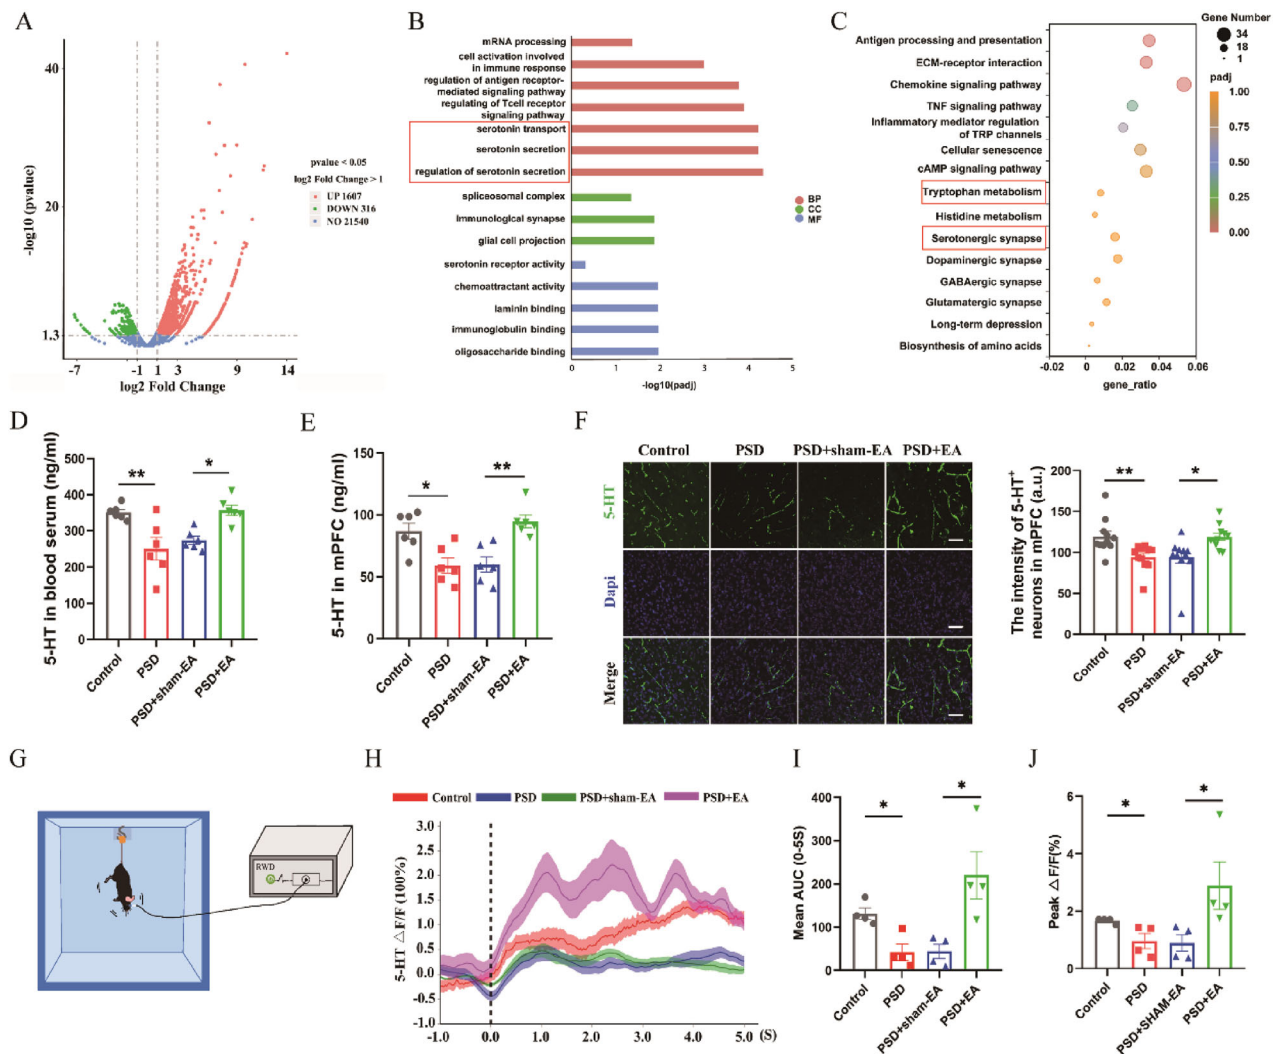 A
-log10 (pvalue)
40
20
1.3
-7
-1
1
3
9
14
log2 Fold Change
pvalue < 0.05
log2 Fold Change > 1
UP 1607
DOWN 316
NO 21540
B
mRNA processing
cell activation involved
in immune response
regulation of antigen receptor-
mediated signaling pathway
regulating of Tcell receptor
signaling pathway
serotonin transport
serotonin secretion
regulation of serotonin secretion
spliceosomal complex
immunological synapse
glial cell projection
serotonin receptor activity
chemoattractant activity
laminin binding
immunoglobulin binding
oligosaccharide binding
0
1
2
3
4
5
-log10(padj)
BP
CC
MF
C
Antigen processing and presentation
ECM-receptor interaction
Chemokine signaling pathway
TNF signaling pathway
Inflammatory mediator regulation
of TRP channels
Cellular senescence
cAMP signaling pathway
Tryptophan metabolism
Histidine metabolism
Serotonergic synapse
Dopaminergic synapse
GABAergic synapse
Glutamatergic synapse
Long-term depression
Biosynthesis of amino acids
-0.02
0
0.02
0.04
0.06
gene_ratio
Gene Number
34
18
1
padj
1.00
0.75
0.50
0.25
0.00
D
5-HT in blood serum (ng/ml)
500
400
300
200
100
0
**
*
Control
PSD
PSD+sham-EA
PSD+EA
E
5-HT in mPFC (ng/ml)
150
100
50
0
*
**
Control
PSD
PSD+sham-EA
PSD+EA
F
Control
PSD
PSD+sham-EA
PSD+EA
5-HT
Dapi
Merge
The intensity of 5-HT+
neurons in mPFC (a.u.)
200
150
100
50
0
**
*
Control
PSD
PSD+sham-EA
PSD+EA
G
RWD
H
Control
PSD
PSD+sham-EA
PSD+EA
5-HT △F/F (100%)
3.0
2.5
2.0
1.5
1.0
0.5
0.0
-0.5
-1.0
-1.0
0.0
1.0
2.0
3.0
4.0
5.0
(S)
I
Mean AUC (0-5S)
400
300
200
100
0
*
*
Control
PSD
PSD+sham-EA
PSD+EA
J
Peak △F/F(%)
6
4
2
0
*
*
Control
PSD
PSD+SHAM-EA
PSD+EA